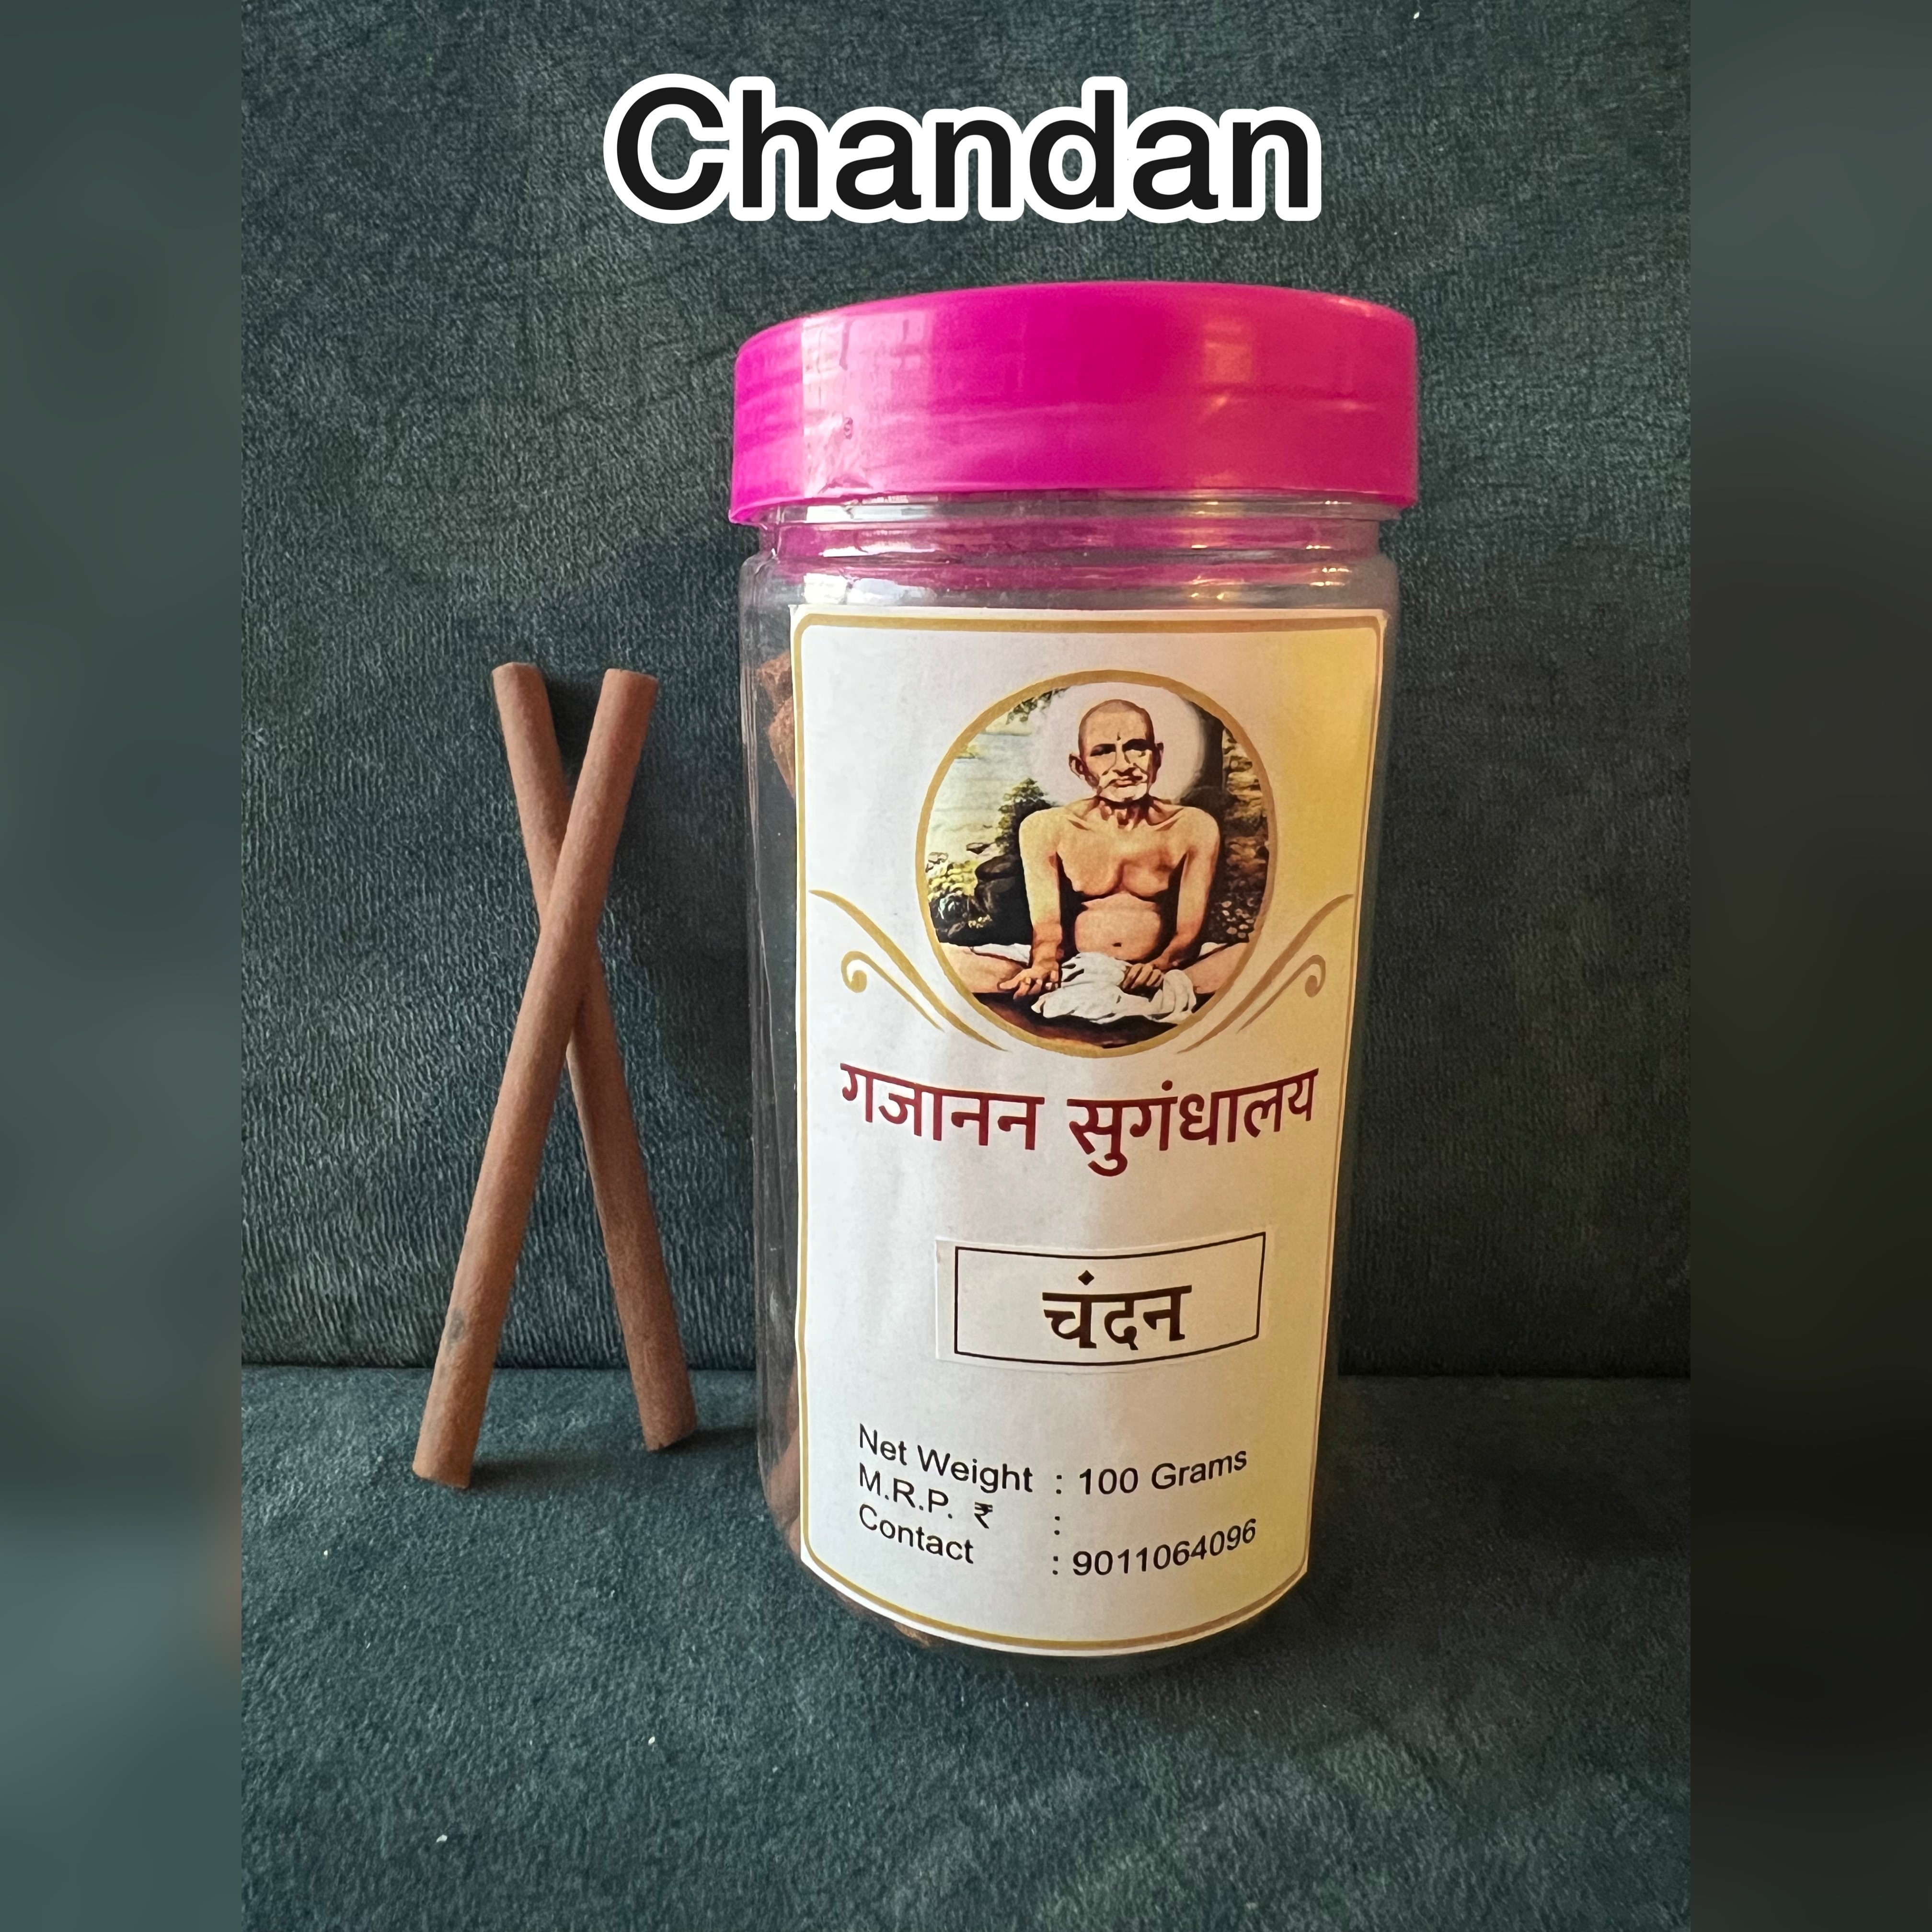 Chandan
गजानन सुगंधालय
चंदन
Net Weight : 100 Grams
M.R.P. ₹ :
Contact : 9011064096